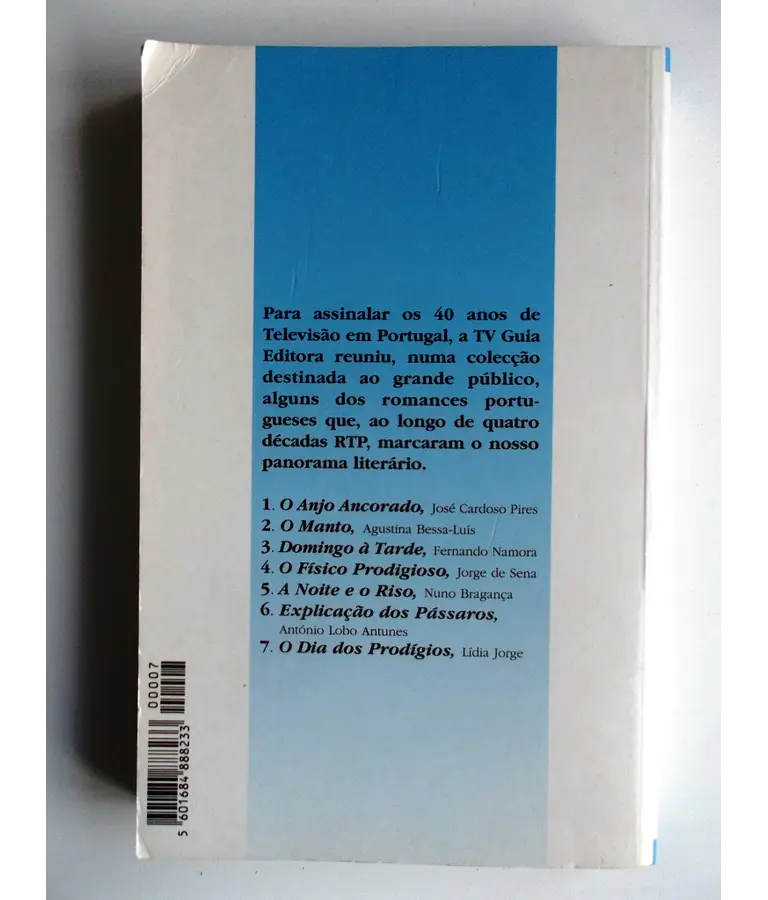 Para assinalar os 40 anos de
Televisão em Portugal, a TV Guia
Editora reuniu, numa colecção
destinada ao grande público,
alguns dos romances portu-
gueses que, ao longo de quatro
décadas RTP, marcaram o nosso
panorama literário.
1. O Anjo Ancorado, José Cardoso Pires
2. O Manto, Agustina Bessa-Luís
3. Domingo à Tarde, Fernando Namora
4. O Físico Prodigioso, Jorge de Sena
5. A Noite e o Riso, Nuno Bragança
6. Explicação dos Pássaros,
António Lobo Antunes
7. O Dia dos Prodígios, Lídia Jorge
00007
5 601684 888233